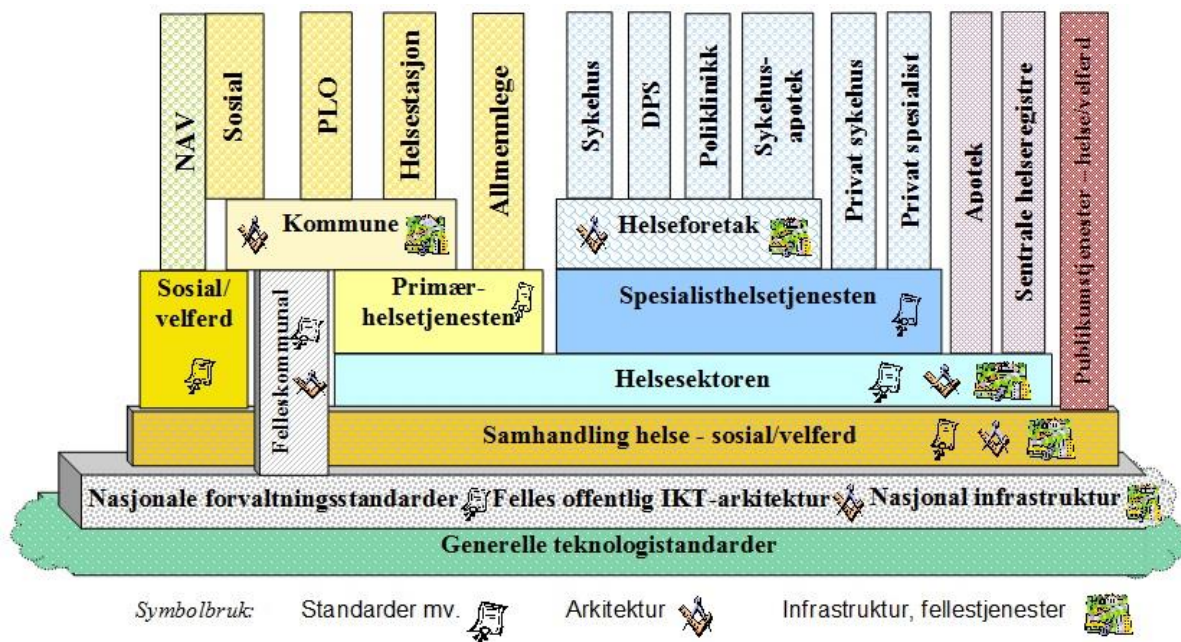 NAV
Sosial
PLO
Helsestasjon
Allmennlege
Sykehus
DPS
Poliklinikk
Sykehus-
apotek
Privat sykehus
Privat spesialist
Apotek
Sentrale helseregistre
Publikumstjenester – helse/velferd
Kommune
Helseforetak
Sosial/
velferd
Felleskommunal
Primær-
helsetjenesten
Spesialisthelsetjenesten
Helsesektoren
Samhandling helse - sosial/velferd
Nasjonale forvaltningsstandarder
Felles offentlig IKT-arkitektur
Nasjonal infrastruktur
Generelle teknologistandarder
Symbolbruk:
Standarder mv.
Arkitektur
Infrastruktur, fellestjenester